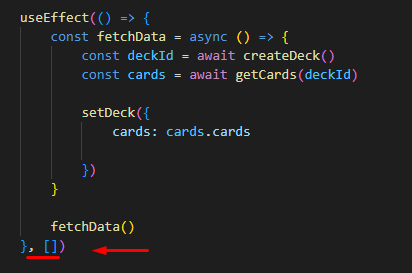 useEffect(() => {
    const fetchData = async () => {
        const deckId = await createDeck()
        const cards = await getCards(deckId)

        setDeck({
            cards: cards.cards

        })
    }

    fetchData()
}, [])